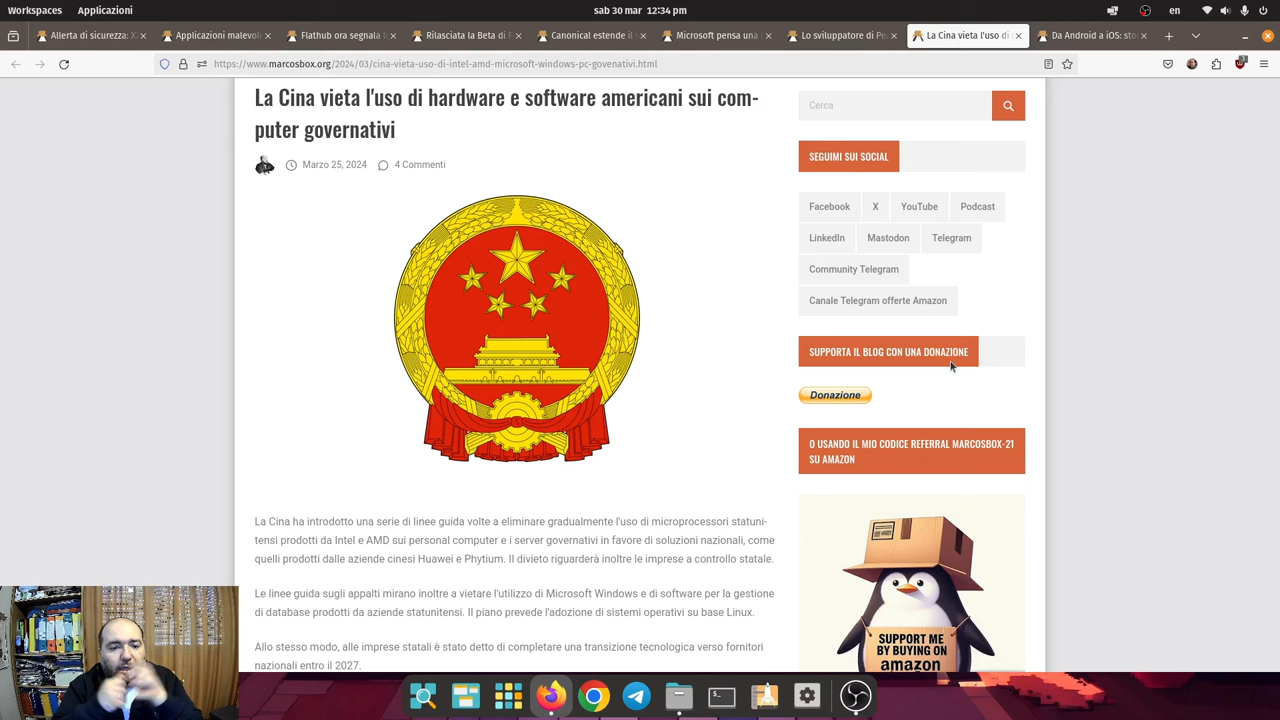 Workspaces Applicazioni sab 30 mar 12:34 pm en
Allerta di sicurezza: X
Applicazioni malevol
Flathub ora segnala
Rilasciata la Beta di F
Canonical estende il s
Microsoft pensa una
Lo sviluppatore di Pe
La Cina vieta l'uso di
Da Android a iOS: sto
https://www.marcosbox.org/2024/03/cina-vieta-uso-di-intel-amd-microsoft-windows-pc-govenativi.html
La Cina vieta l'uso di hardware e software americani sui com-
puter governativi
Marzo 25, 2024 4 Commenti
La Cina ha introdotto una serie di linee guida volte a eliminare gradualmente l'uso di microprocessori statuni-
tensi prodotti da Intel e AMD sui personal computer e i server governativi in favore di soluzioni nazionali, come
quelli prodotti dalle aziende cinesi Huawei e Phytium. Il divieto riguarderà inoltre le imprese a controllo statale.
Le linee guida sugli appalti mirano inoltre a vietare l'utilizzo di Microsoft Windows e di software per la gestione
di database prodotti da aziende statunitensi. Il piano prevede l'adozione di sistemi operativi su base Linux.
Allo stesso modo, alle imprese statali è stato detto di completare una transizione tecnologica verso fornitori
nazionali entro il 2027.
Cerca
SEGUIMI SUI SOCIAL
Facebook X YouTube Podcast
LinkedIn Mastodon Telegram
Community Telegram
Canale Telegram offerte Amazon
SUPPORTA IL BLOG CON UNA DONAZIONE
Donazione
O USANDO IL MIO CODICE REFERRAL MARCOSBOX-21
SU AMAZON
SUPPORT ME
BY BUYING ON
amazon